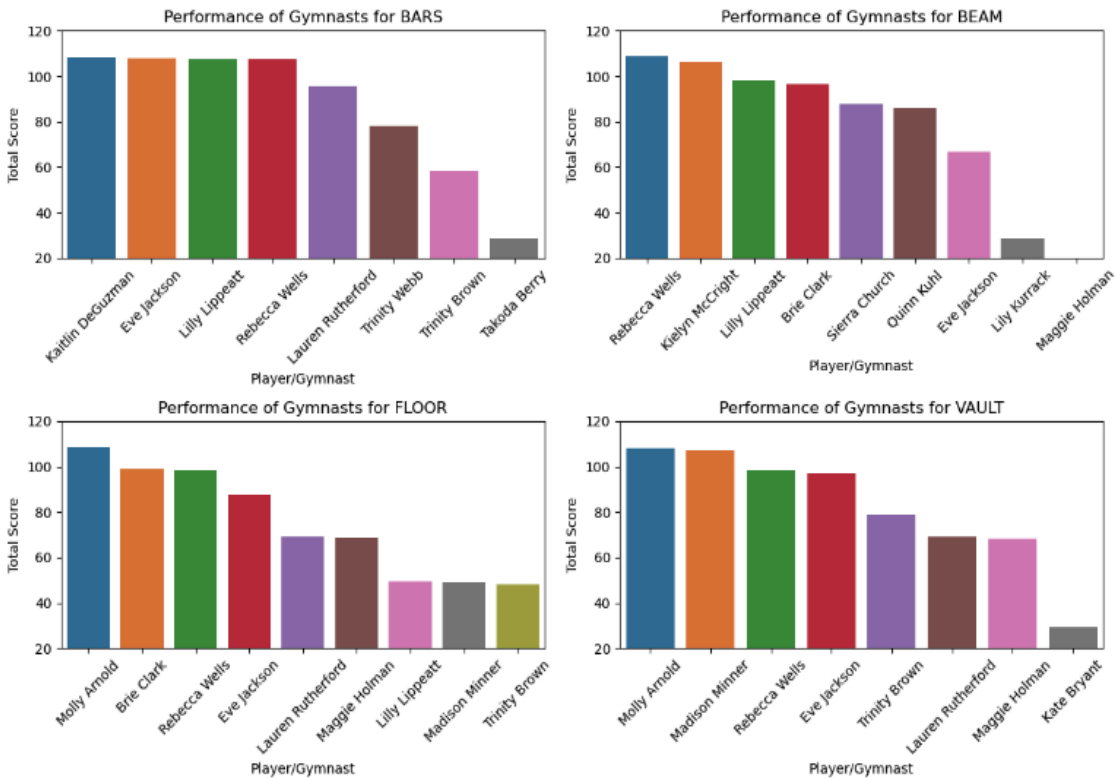 Performance of Gymnasts for BARS
120
100
80
60
40
20
Total Score
Kaitlin DeGuzman
Eve Jackson
Lilly Lippeatt
Rebecca Wells
Lauren Rutherford
Trinity Webb
Trinity Brown
Takoda Berry
Player/Gymnast
Performance of Gymnasts for BEAM
120
100
80
60
40
20
Total Score
Rebecca Wells
Kielyn McCright
Lilly Lippeatt
Brie Clark
Sierra Church
Quinn Kuhl
Eve Jackson
Lily Kurrack
Maggie Holman
Player/Gymnast
Performance of Gymnasts for FLOOR
120
100
80
60
40
20
Total Score
Molly Arnold
Brie Clark
Rebecca Wells
Eve Jackson
Lauren Rutherford
Maggie Holman
Lilly Lippeatt
Madison Minner
Trinity Brown
Player/Gymnast
Performance of Gymnasts for VAULT
120
100
80
60
40
20
Total Score
Molly Arnold
Madison Minner
Rebecca Wells
Eve Jackson
Trinity Brown
Lauren Rutherford
Maggie Holman
Kate Bryant
Player/Gymnast